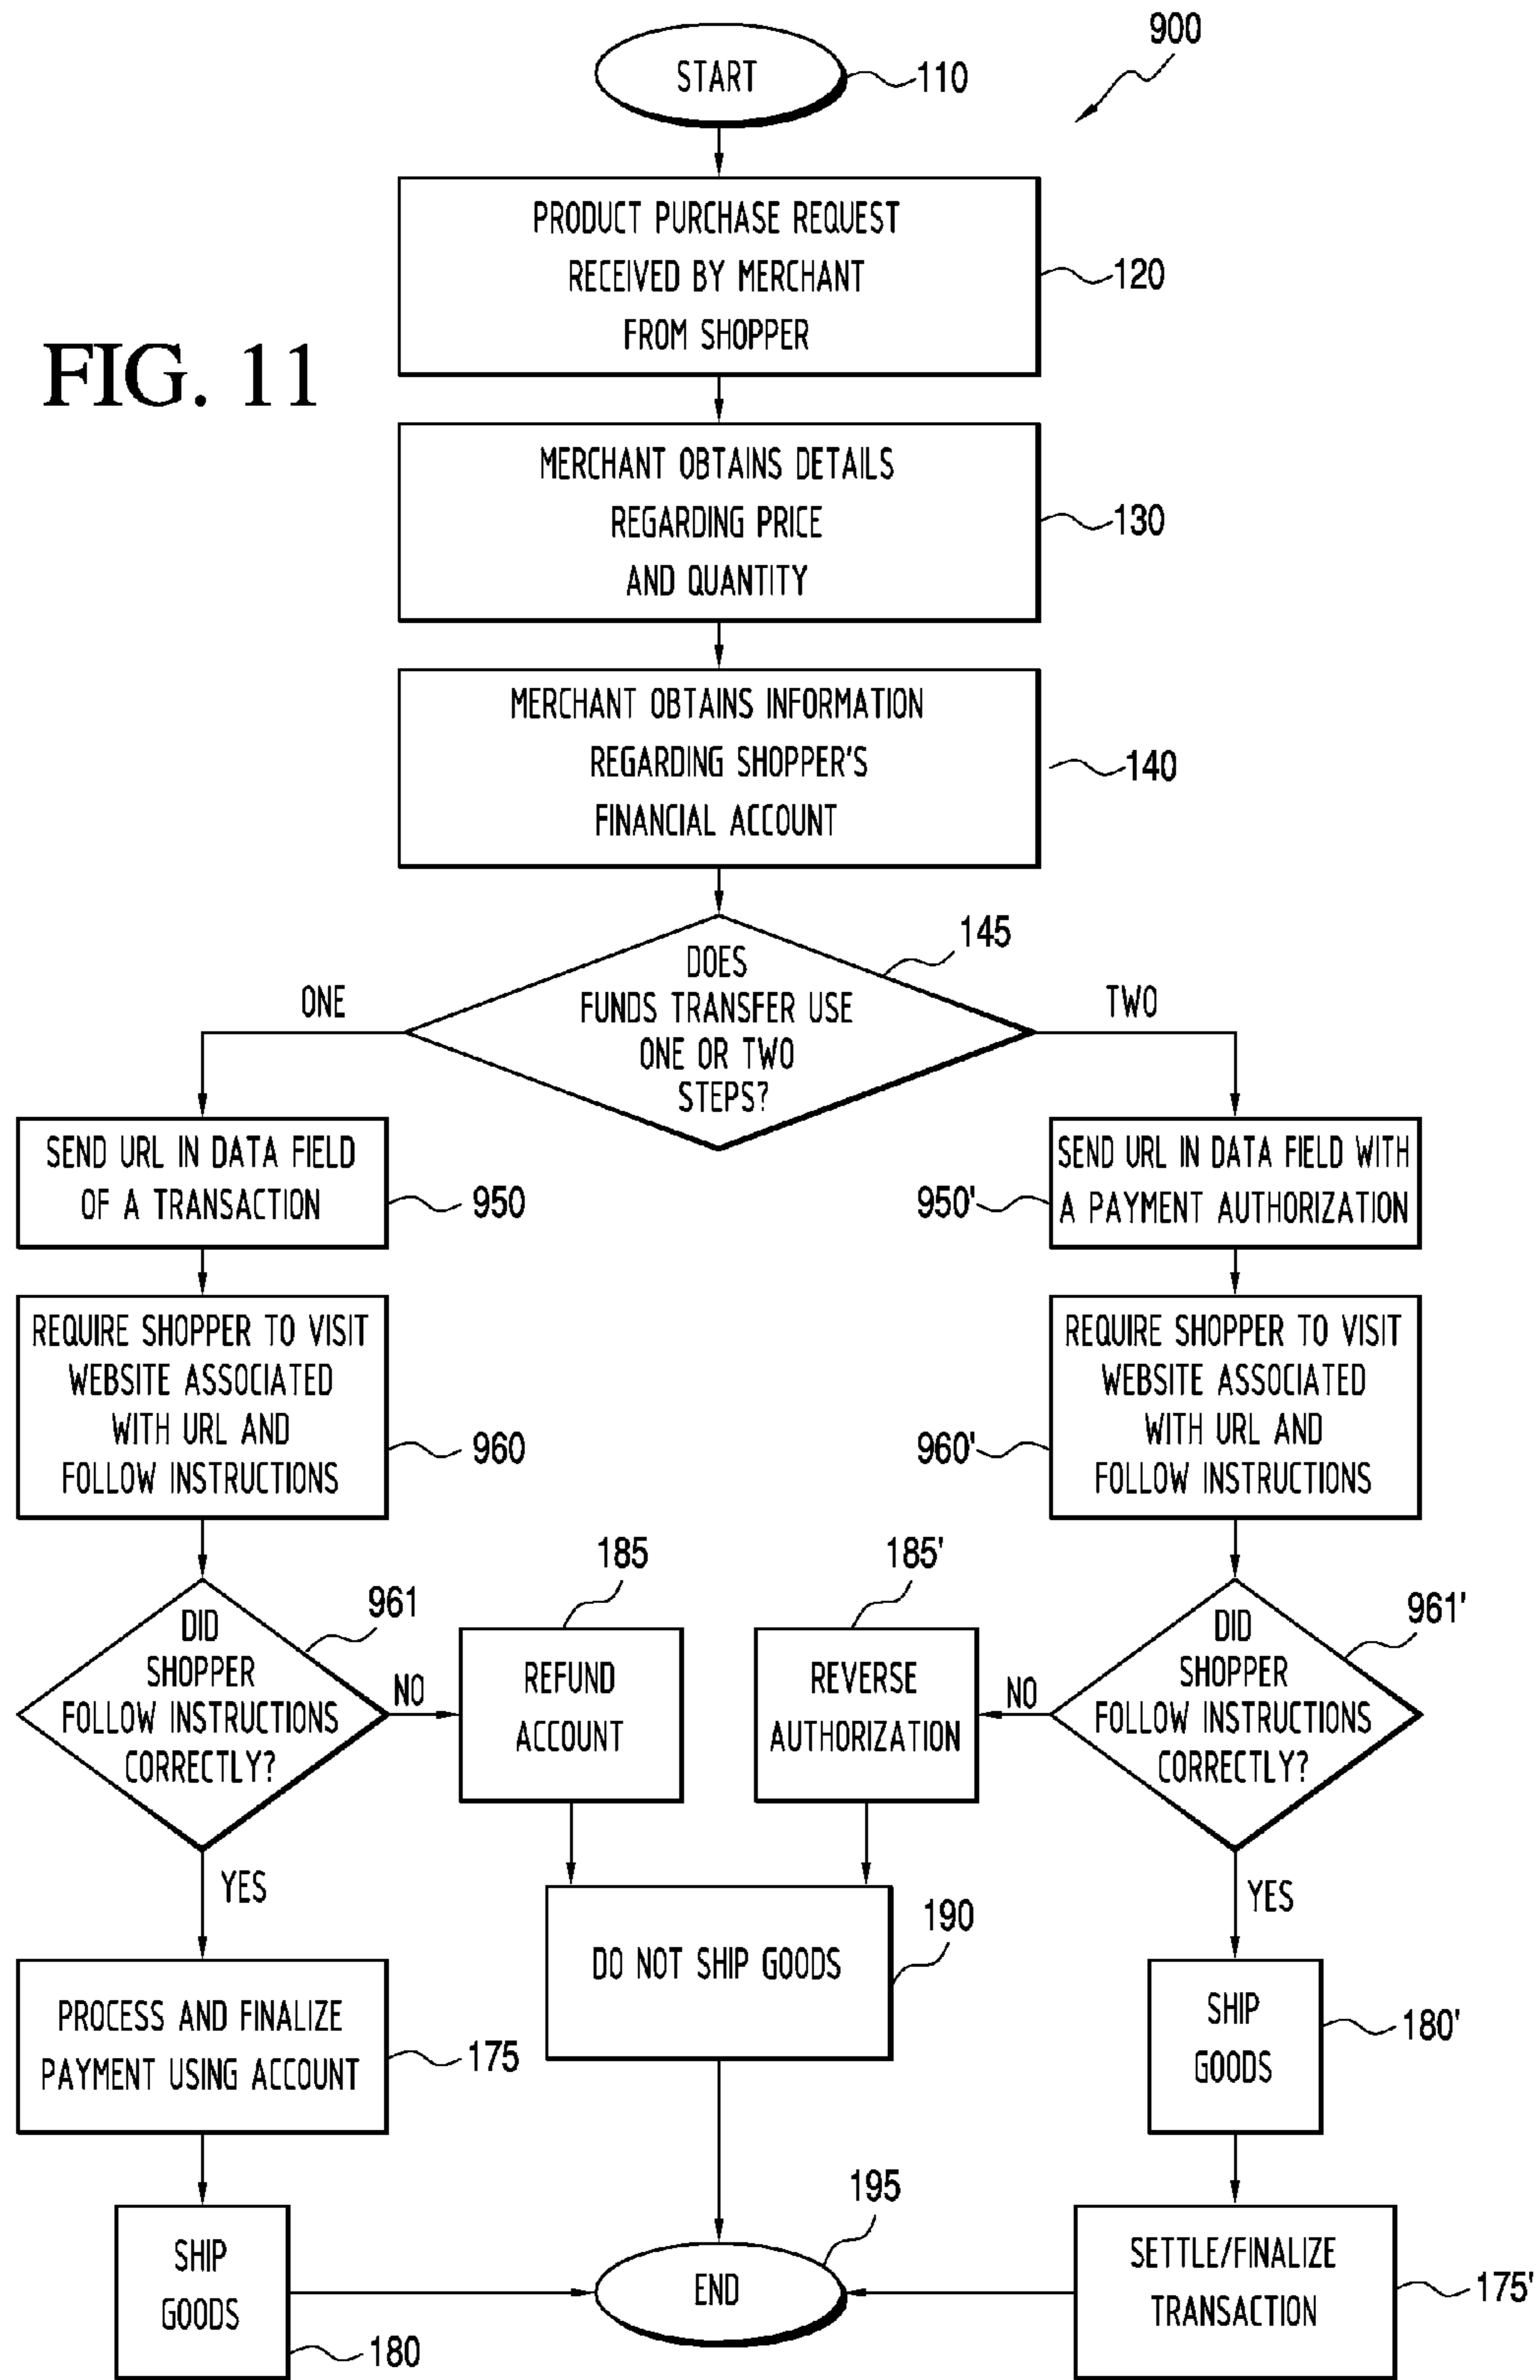 900
START
110
PRODUCT PURCHASE REQUEST
RECEIVED BY MERCHANT
FROM SHOPPER
120
FIG. 11
MERCHANT OBTAINS DETAILS
REGARDING PRICE
AND QUANTITY
130
MERCHANT OBTAINS INFORMATION
REGARDING SHOPPER'S
FINANCIAL ACCOUNT
140
145
DOES
FUNDS TRANSFER USE
ONE OR TWO
STEPS?
ONE
TWO
SEND URL IN DATA FIELD
OF A TRANSACTION
950
SEND URL IN DATA FIELD WITH
A PAYMENT AUTHORIZATION
950'
REQUIRE SHOPPER TO VISIT
WEBSITE ASSOCIATED
WITH URL AND
FOLLOW INSTRUCTIONS
960
REQUIRE SHOPPER TO VISIT
WEBSITE ASSOCIATED
WITH URL AND
FOLLOW INSTRUCTIONS
960'
DID
SHOPPER
FOLLOW INSTRUCTIONS
CORRECTLY?
961
NO
185
REFUND
ACCOUNT
185'
REVERSE
AUTHORIZATION
NO
DID
SHOPPER
FOLLOW INSTRUCTIONS
CORRECTLY?
961'
YES
DO NOT SHIP GOODS
190
YES
PROCESS AND FINALIZE
PAYMENT USING ACCOUNT
175
SHIP
GOODS
180'
SHIP
GOODS
180
195
END
SETTLE/FINALIZE
TRANSACTION
175'